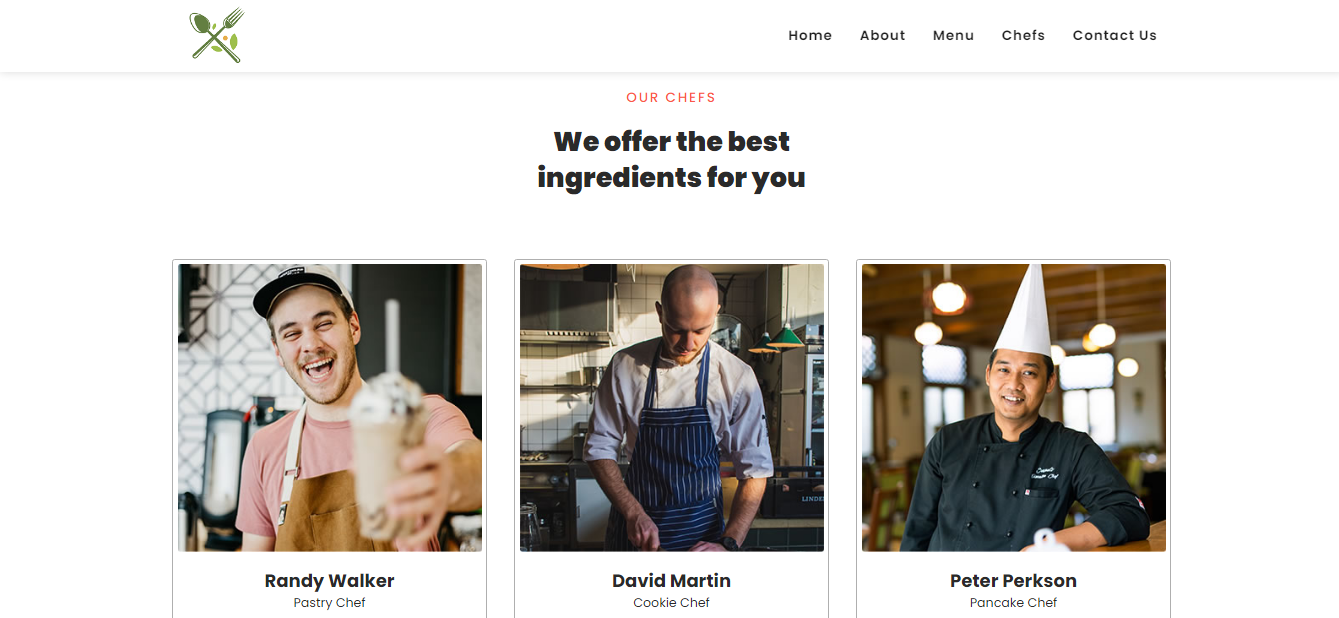 Home About Menu Chefs Contact Us
OUR CHEFS
We offer the best
ingredients for you
LINDE
Randy Walker
Pastry Chef
David Martin
Cookie Chef
Peter Perkson
Pancake Chef